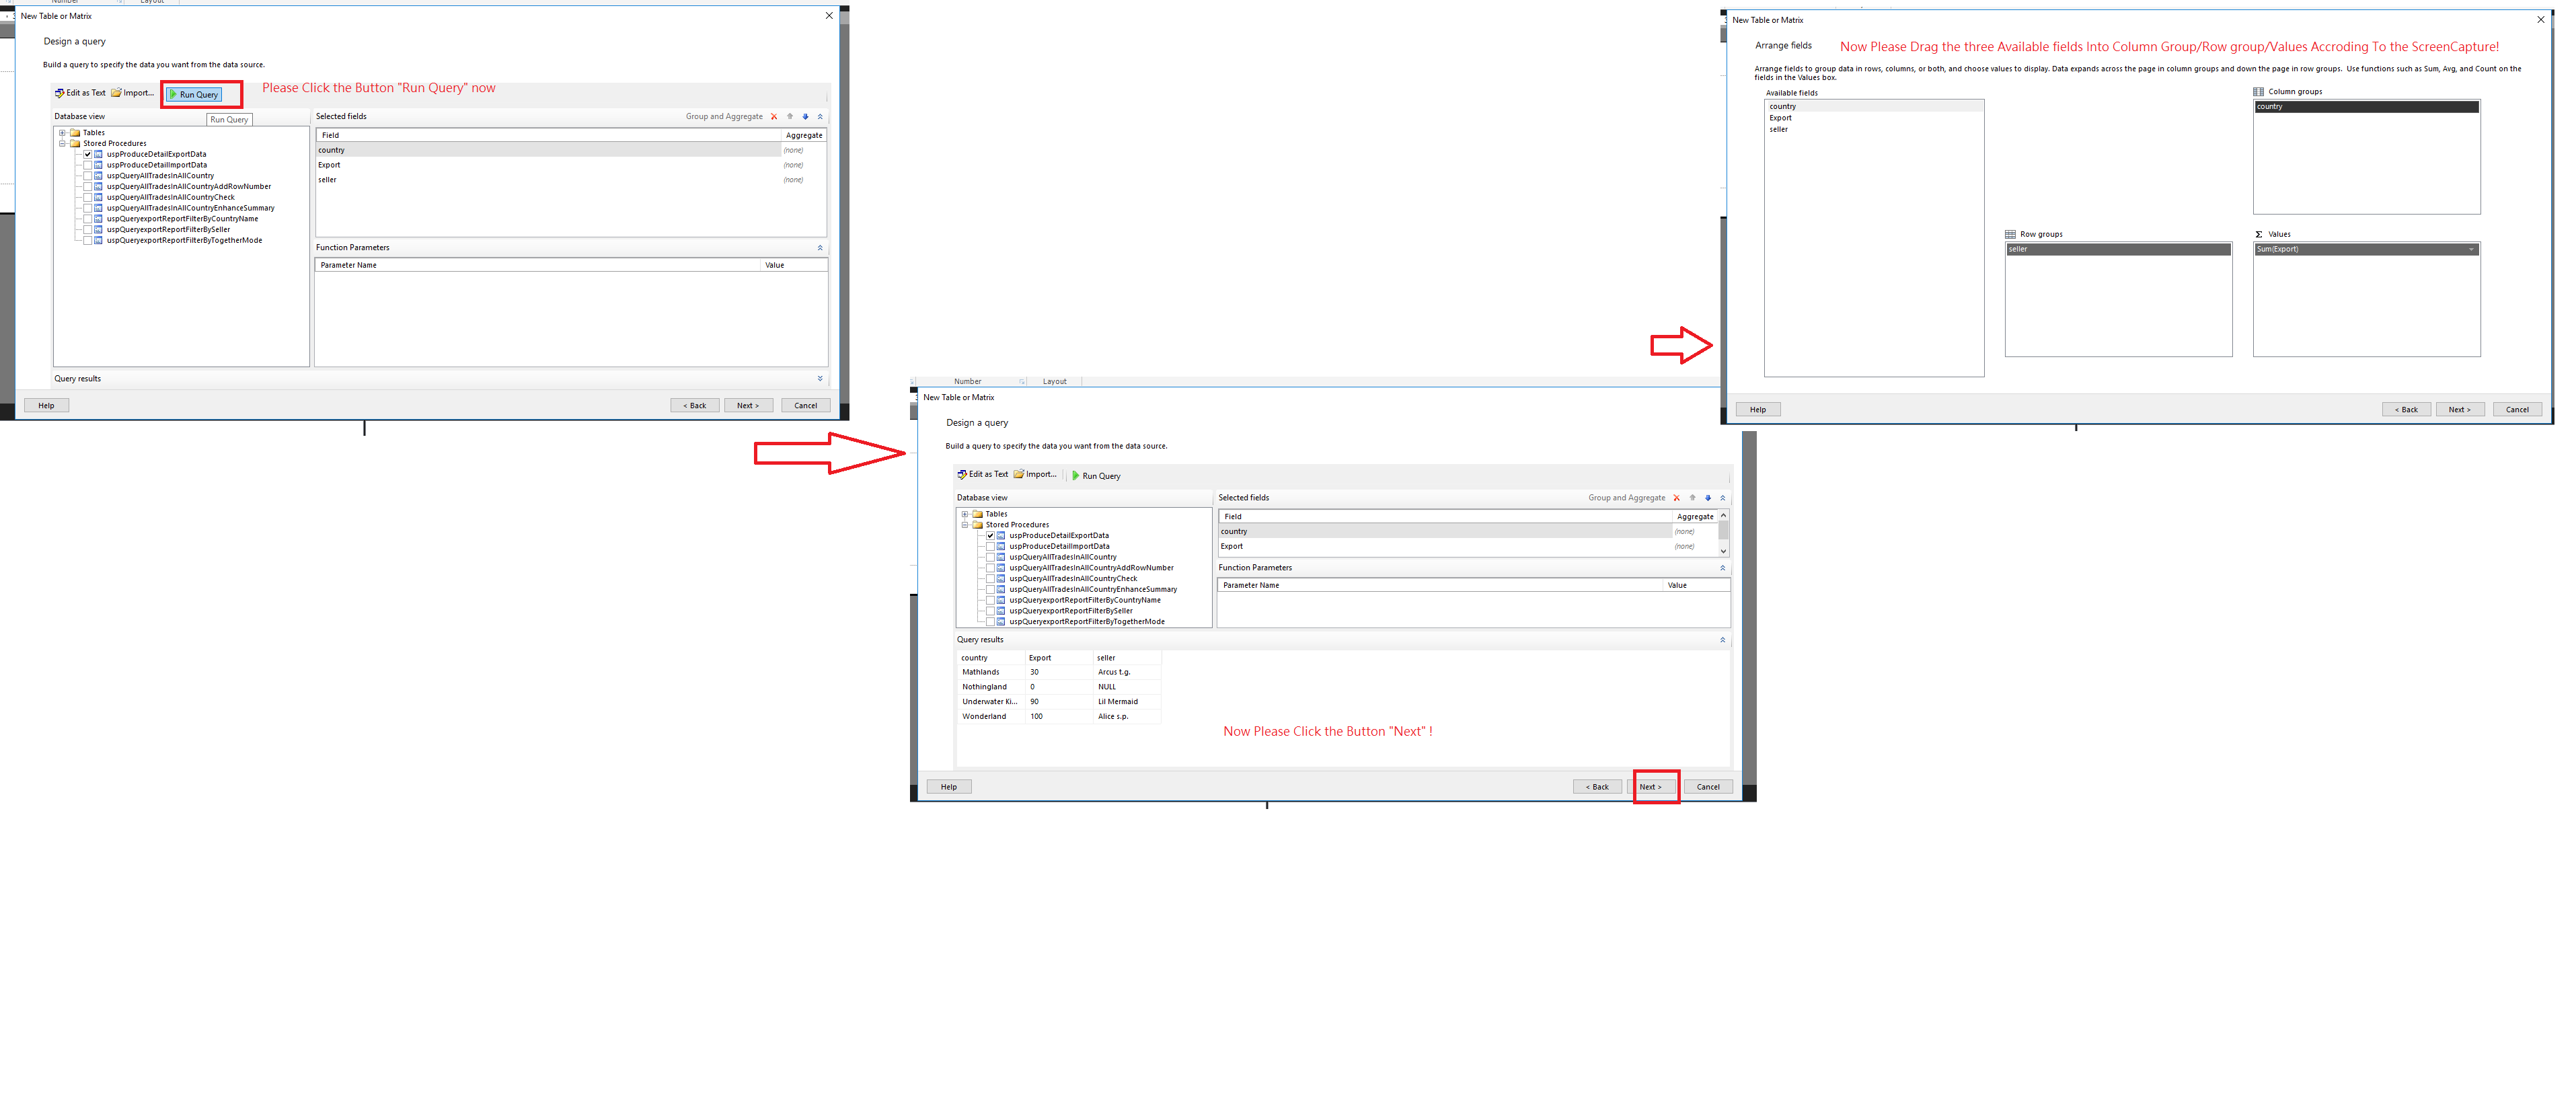 Number
Layout
New Table or Matrix
Design a query
Build a query to specify the data you want from the data source.
Edit as Text Import... Run Query
Please Click the Button "Run Query" now
Run Query
Database view
Tables
Stored Procedures
uspProduceDetailExportData
uspProduceDetailImportData
uspQueryAllTradesInAllCountry
uspQueryAllTradesInAllCountryAddRowNumber
uspQueryAllTradesInAllCountryCheck
uspQueryAllTradesInAllCountryEnhanceSummary
uspQueryexportReportFilterByCountryName
uspQueryexportReportFilterBySeller
uspQueryexportReportFilterByTogetherMode
Selected fields
Group and Aggregate
Field Aggregate
country (none)
Export (none)
seller (none)
Function Parameters
Parameter Name Value
Query results
Help
< Back
Next >
Cancel
Number
Layout
New Table or Matrix
Design a query
Build a query to specify the data you want from the data source.
Edit as Text Import... Run Query
Database view
Tables
Stored Procedures
uspProduceDetailExportData
uspProduceDetailImportData
uspQueryAllTradesInAllCountry
uspQueryAllTradesInAllCountryAddRowNumber
uspQueryAllTradesInAllCountryCheck
uspQueryAllTradesInAllCountryEnhanceSummary
uspQueryexportReportFilterByCountryName
uspQueryexportReportFilterBySeller
uspQueryexportReportFilterByTogetherMode
Selected fields
Group and Aggregate
Field Aggregate
country (none)
Export (none)
Function Parameters
Parameter Name Value
Query results
country Export seller
Mathlands 30 Arcus t.g.
Nothingland 0 NULL
Underwater Ki... 90 Lil Mermaid
Wonderland 100 Alice s.p.
Now Please Click the Button "Next" !
Help
< Back
Next >
Cancel
New Table or Matrix
Arrange fields
Now Please Drag the three Available fields Into Column Group/Row group/Values Accroding To the ScreenCapture!
Arrange fields to group data in rows, columns, or both, and choose values to display. Data expands across the page in column groups and down the page in row groups. Use functions such as Sum, Avg, and Count on the
fields in the Values box.
Available fields
country
Export
seller
Column groups
country
Row groups
seller
Σ Values
Sum(Export)
Help
< Back
Next >
Cancel